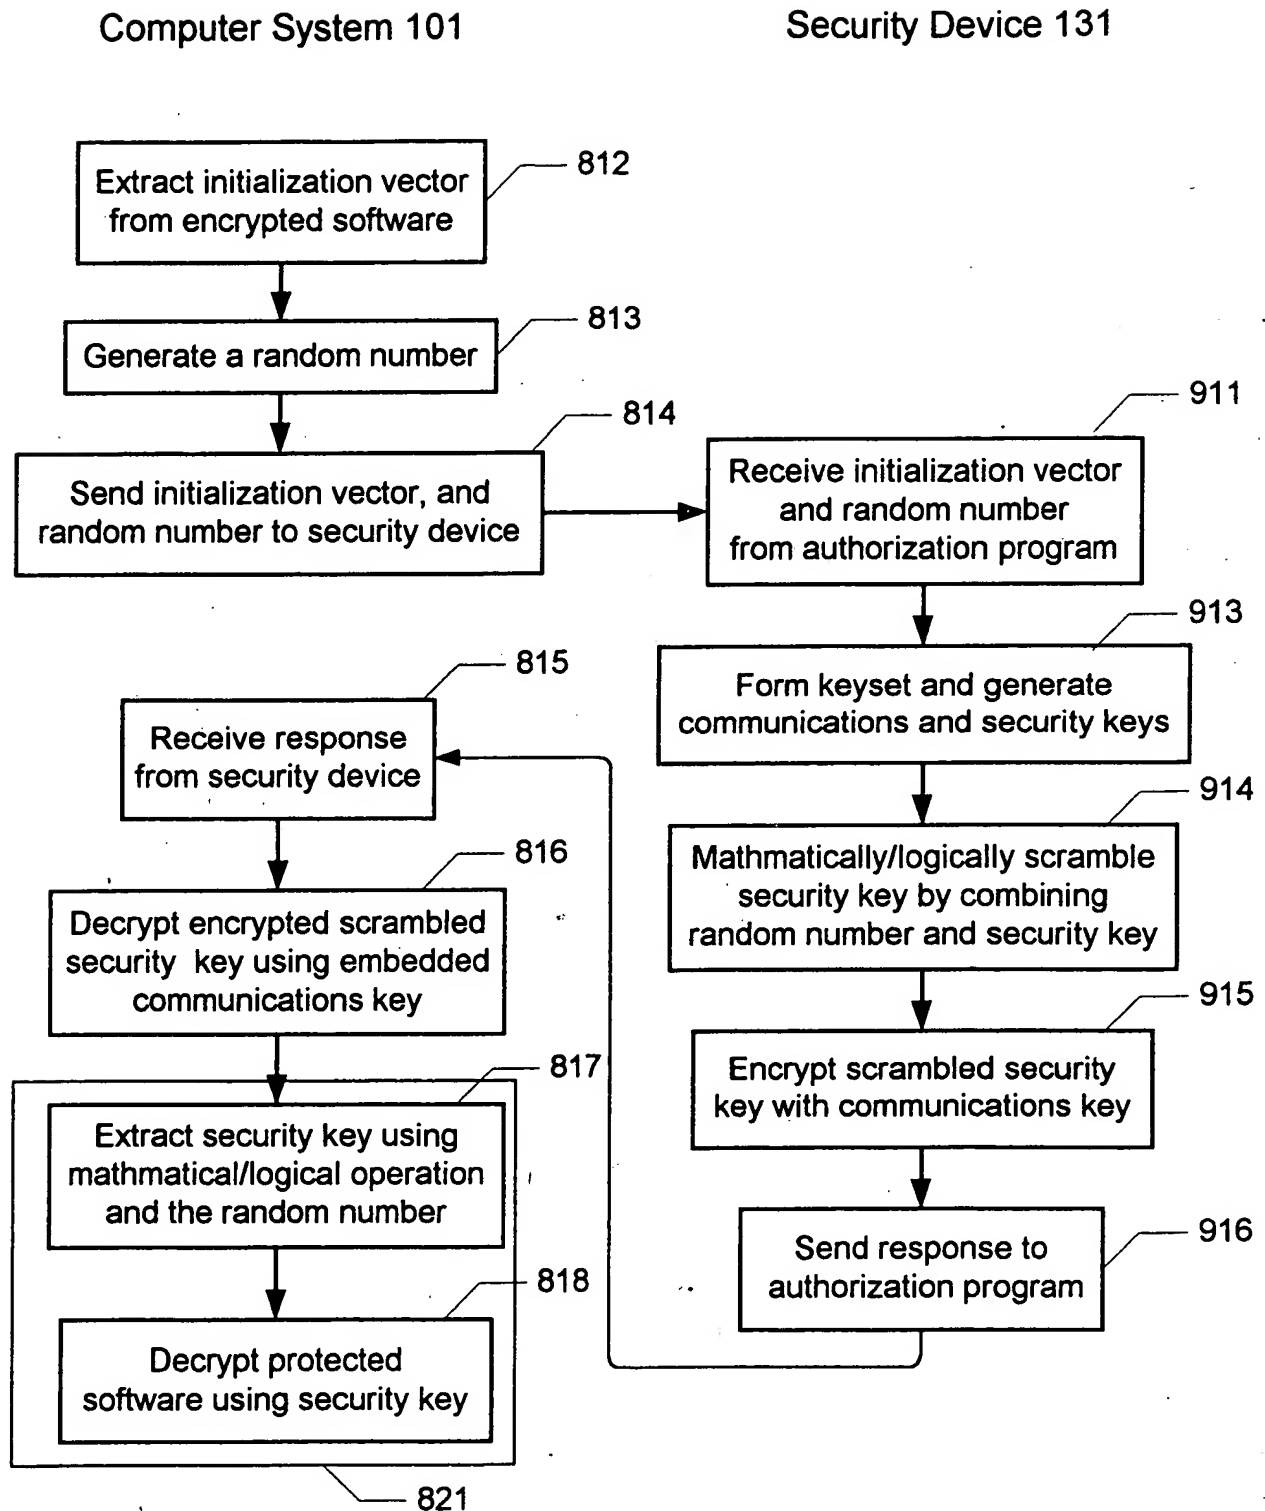 Computer System 101
Security Device 131
812
Extract initialization vector
from encrypted software
813
Generate a random number
814
Send initialization vector, and
random number to security device
911
Receive initialization vector
and random number
from authorization program
913
Form keyset and generate
communications and security keys
914
Mathmatically/logically scramble
security key by combining
random number and security key
915
Encrypt scrambled security
key with communications key
916
Send response to
authorization program
815
Receive response
from security device
816
Decrypt encrypted scrambled
security key using embedded
communications key
817
Extract security key using
mathmatical/logical operation
and the random number
818
Decrypt protected
software using security key
821